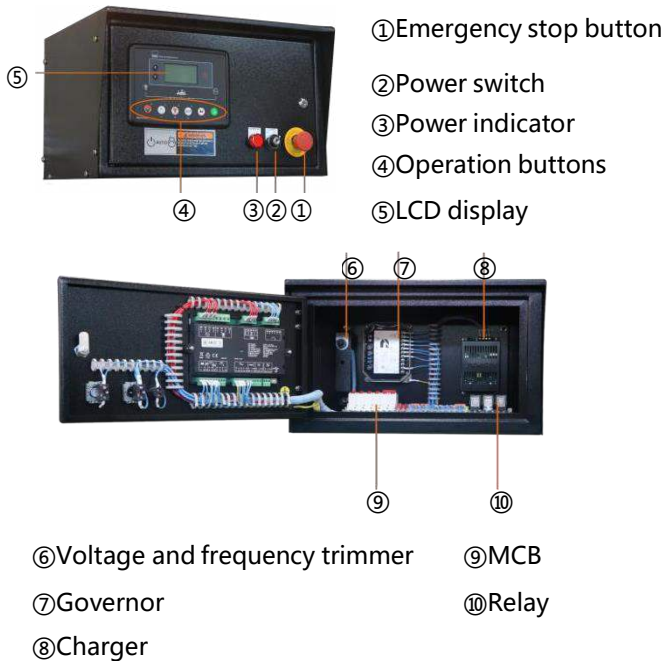 ①Emergency stop button
②Power switch
③Power indicator
④Operation buttons
⑤LCD display
⑤
AUTO
④ ③②①
⑥ ⑦ ⑧
⑨ ⑩
⑥Voltage and frequency trimmer ⑨MCB
⑦Governor ⑩Relay
⑧Charger